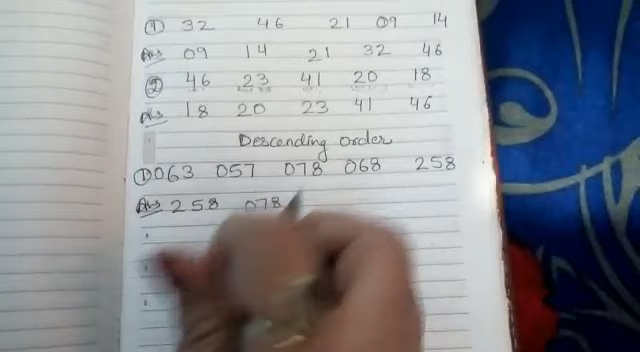 ① 32 46 21 09 14
Ans 09 14 21 32 46
② 46 23 41 20 18
Ans 18 20 23 41 46
Descending order
① 063 057 078 068 258
Ans 258 078